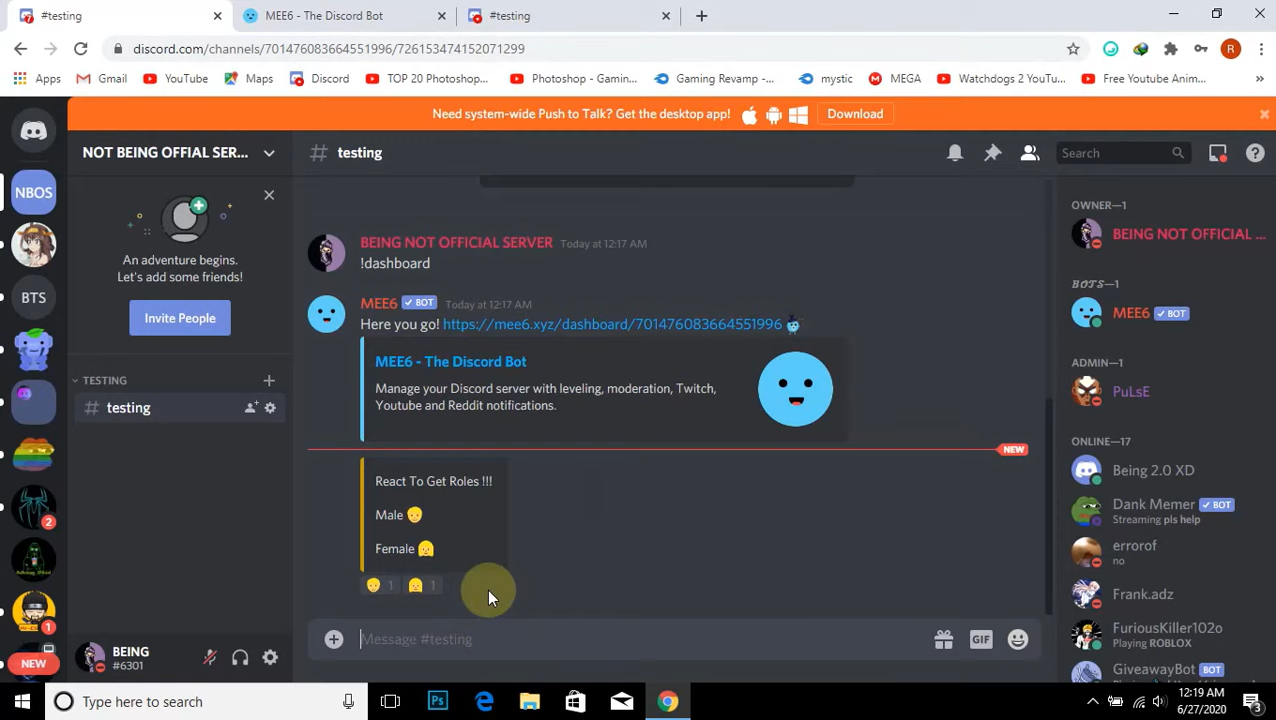 #testing
MEE6 - The Discord Bot
#testing
discord.com/channels/701476083664551996/726153474152071299
R
Apps
Gmail
YouTube
Maps
Discord
TOP 20 Photoshop...
Photoshop - Gamin...
Gaming Revamp -...
mystic
MEGA
Watchdogs 2 YouTu...
Free Youtube Anim...
»
Need system-wide Push to Talk? Get the desktop app!
Download
NOT BEING OFFIAL SER...
# testing
Search
NBOS
BTS
2
1
NEW
An adventure begins.
Let's add some friends!
Invite People
TESTING
# testing
BEING
#6301
BEING NOT OFFICIAL SERVER Today at 12:17 AM
!dashboard
MEE6 ✓ BOT Today at 12:17 AM
Here you go! https://mee6.xyz/dashboard/701476083664551996
MEE6 - The Discord Bot
Manage your Discord server with leveling, moderation, Twitch,
Youtube and Reddit notifications.
NEW
React To Get Roles !!!
Male
Female
1
1
Message #testing
GIF
OWNER—1
BEING NOT OFFICIAL ...
BOTS—1
MEE6 ✓ BOT
ADMIN—1
PuLsE
ONLINE—17
Being 2.0 XD
Dank Memer ✓ BOT
Streaming pls help
errorof
no
Frank.adz
FuriousKiller102o
Playing ROBLOX
GiveawayBot BOT
Type here to search
Ps
12:19 AM
6/27/2020
3